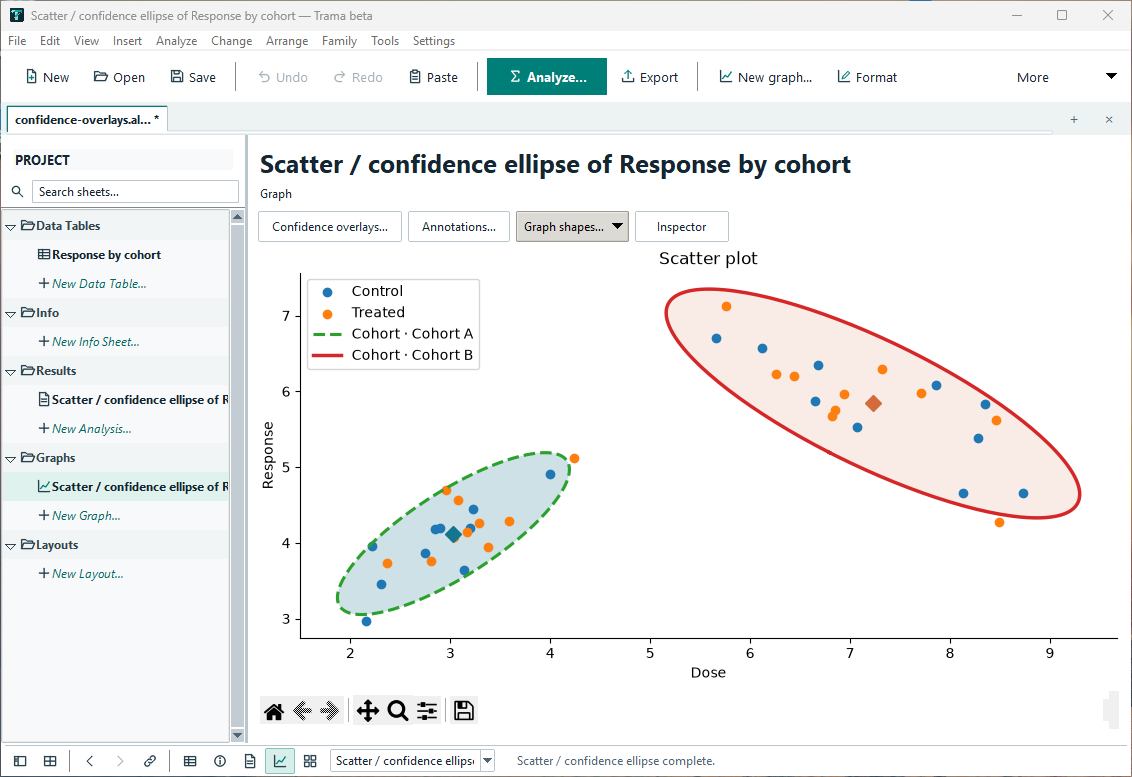 Scatter / confidence ellipse of Response by cohort — Trama beta
File Edit View Insert Analyze Change Arrange Family Tools Settings
New Open Save Undo Redo Paste Σ Analyze... Export New graph... Format More
confidence-overlays.al... * + ×
PROJECT
Search sheets...
Data Tables
Response by cohort
New Data Table...
Info
New Info Sheet...
Results
Scatter / confidence ellipse of R
New Analysis...
Graphs
Scatter / confidence ellipse of R
New Graph...
Layouts
New Layout...
Scatter / confidence ellipse of Response by cohort
Graph
Confidence overlays... Annotations... Graph shapes... Inspector
Scatter plot
Control
Treated
Cohort · Cohort A
Cohort · Cohort B
7
6
5
4
3
Response
2 3 4 5 6 7 8 9
Dose
Scatter / confidence ellipse
Scatter / confidence ellipse complete.